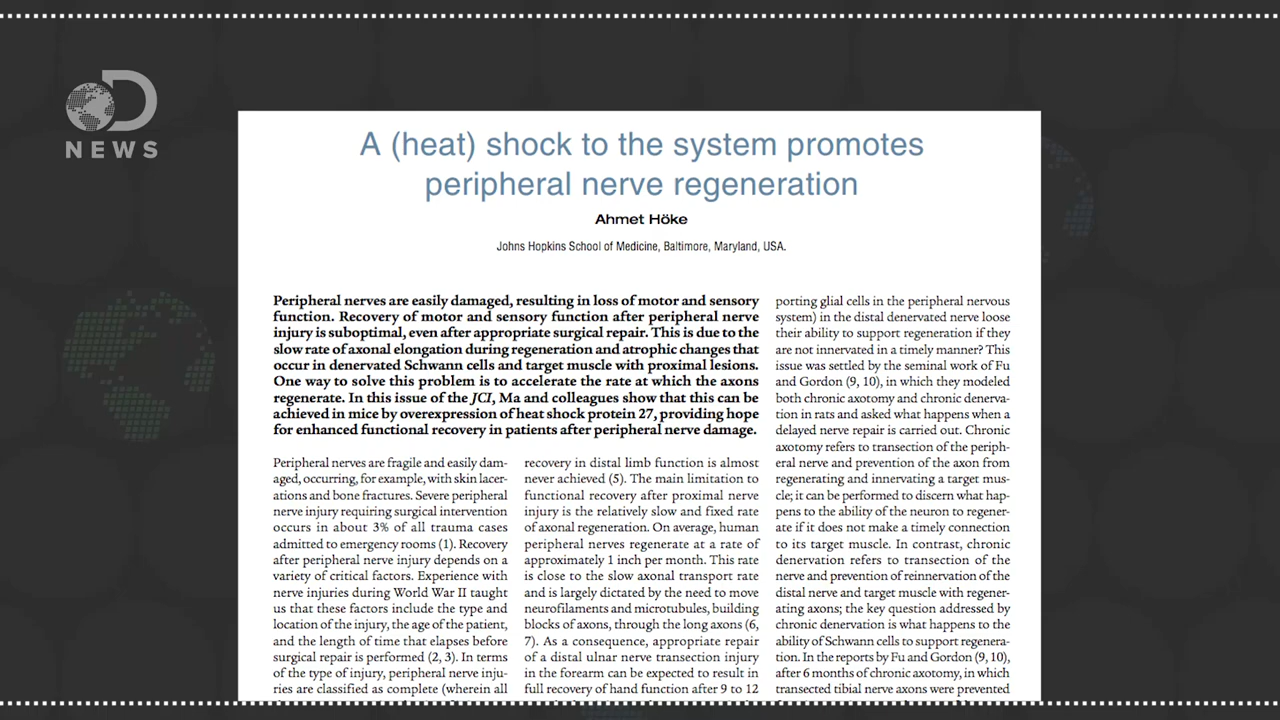 NEWS
A (heat) shock to the system promotes
peripheral nerve regeneration
Ahmet Höke
Johns Hopkins School of Medicine, Baltimore, Maryland, USA.
Peripheral nerves are easily damaged, resulting in loss of motor and sensory
function. Recovery of motor and sensory function after peripheral nerve
injury is suboptimal, even after appropriate surgical repair. This is due to the
slow rate of axonal elongation during regeneration and atrophic changes that
occur in denervated Schwann cells and target muscle with proximal lesions.
One way to solve this problem is to accelerate the rate at which the axons
regenerate. In this issue of the JCI, Ma and colleagues show that this can be
achieved in mice by overexpression of heat shock protein 27, providing hope
for enhanced functional recovery in patients after peripheral nerve damage.
Peripheral nerves are fragile and easily dam-
aged, occurring, for example, with skin lacer-
ations and bone fractures. Severe peripheral
nerve injury requiring surgical intervention
occurs in about 3% of all trauma cases
admitted to emergency rooms (1). Recovery
after peripheral nerve injury depends on a
variety of critical factors. Experience with
nerve injuries during World War II taught
us that these factors include the type and
location of the injury, the age of the patient,
and the length of time that elapses before
surgical repair is performed (2, 3). In terms
of the type of injury, peripheral nerve inju-
ries are classified as complete (wherein all
recovery in distal limb function is almost
never achieved (5). The main limitation to
functional recovery after proximal nerve
injury is the relatively slow and fixed rate
of axonal regeneration. On average, human
peripheral nerves regenerate at a rate of
approximately 1 inch per month. This rate
is close to the slow axonal transport rate
and is largely dictated by the need to move
neurofilaments and microtubules, building
blocks of axons, through the long axons (6,
7). As a consequence, appropriate repair
of a distal ulnar nerve transection injury
in the forearm can be expected to result in
full recovery of hand function after 9 to 12
porting glial cells in the peripheral nervous
system) in the distal denervated nerve loose
their ability to support regeneration if they
are not innervated in a timely manner? This
issue was settled by the seminal work of Fu
and Gordon (9, 10), in which they modeled
both chronic axotomy and chronic denerva-
tion in rats and asked what happens when a
delayed nerve repair is carried out. Chronic
axotomy refers to transection of the periph-
eral nerve and prevention of the axon from
regenerating and innervating a target mus-
cle; it can be performed to discern what hap-
pens to the ability of the neuron to regener-
ate if it does not make a timely connection
to its target muscle. In contrast, chronic
denervation refers to transection of the
nerve and prevention of reinnervation of the
distal nerve and target muscle with regener-
ating axons; the key question addressed by
chronic denervation is what happens to the
ability of Schwann cells to support regenera-
tion. In the reports by Fu and Gordon (9, 10),
after 6 months of chronic axotomy, in which
transected tibial nerve axons were prevented